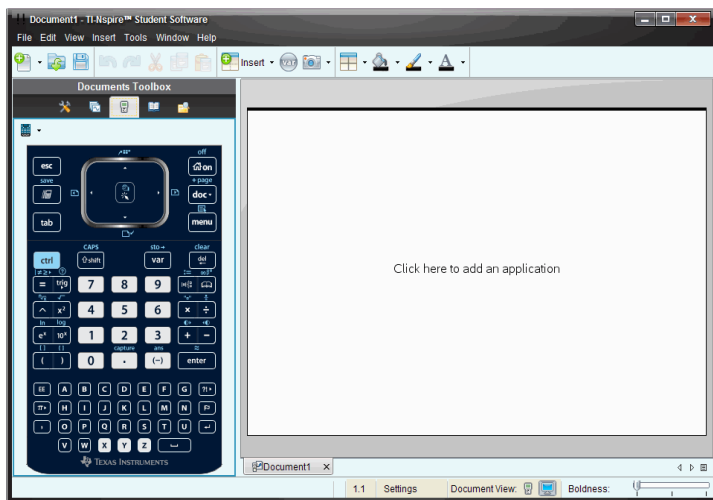 Document1 - TI-Nspire™ Student Software
File Edit View Insert Tools Window Help
Insert
Documents Toolbox
off
esc
on
save
+ page
doc
tab
menu
CAPS
sto→
clear
ctrl
shift
var
del
=
trig
7
8
9
^
x²
4
5
6
×
÷
ln
log
eˣ
10ˣ
1
2
3
+
−
{ }
capture
ans
≈
( )
0
.
(−)
enter
EE A B C D E F G ?!
π H I J K L M N
, O P Q R S T U
V W X Y Z
TEXAS INSTRUMENTS
Click here to add an application
Document1
1.1 Settings Document View: Boldness: